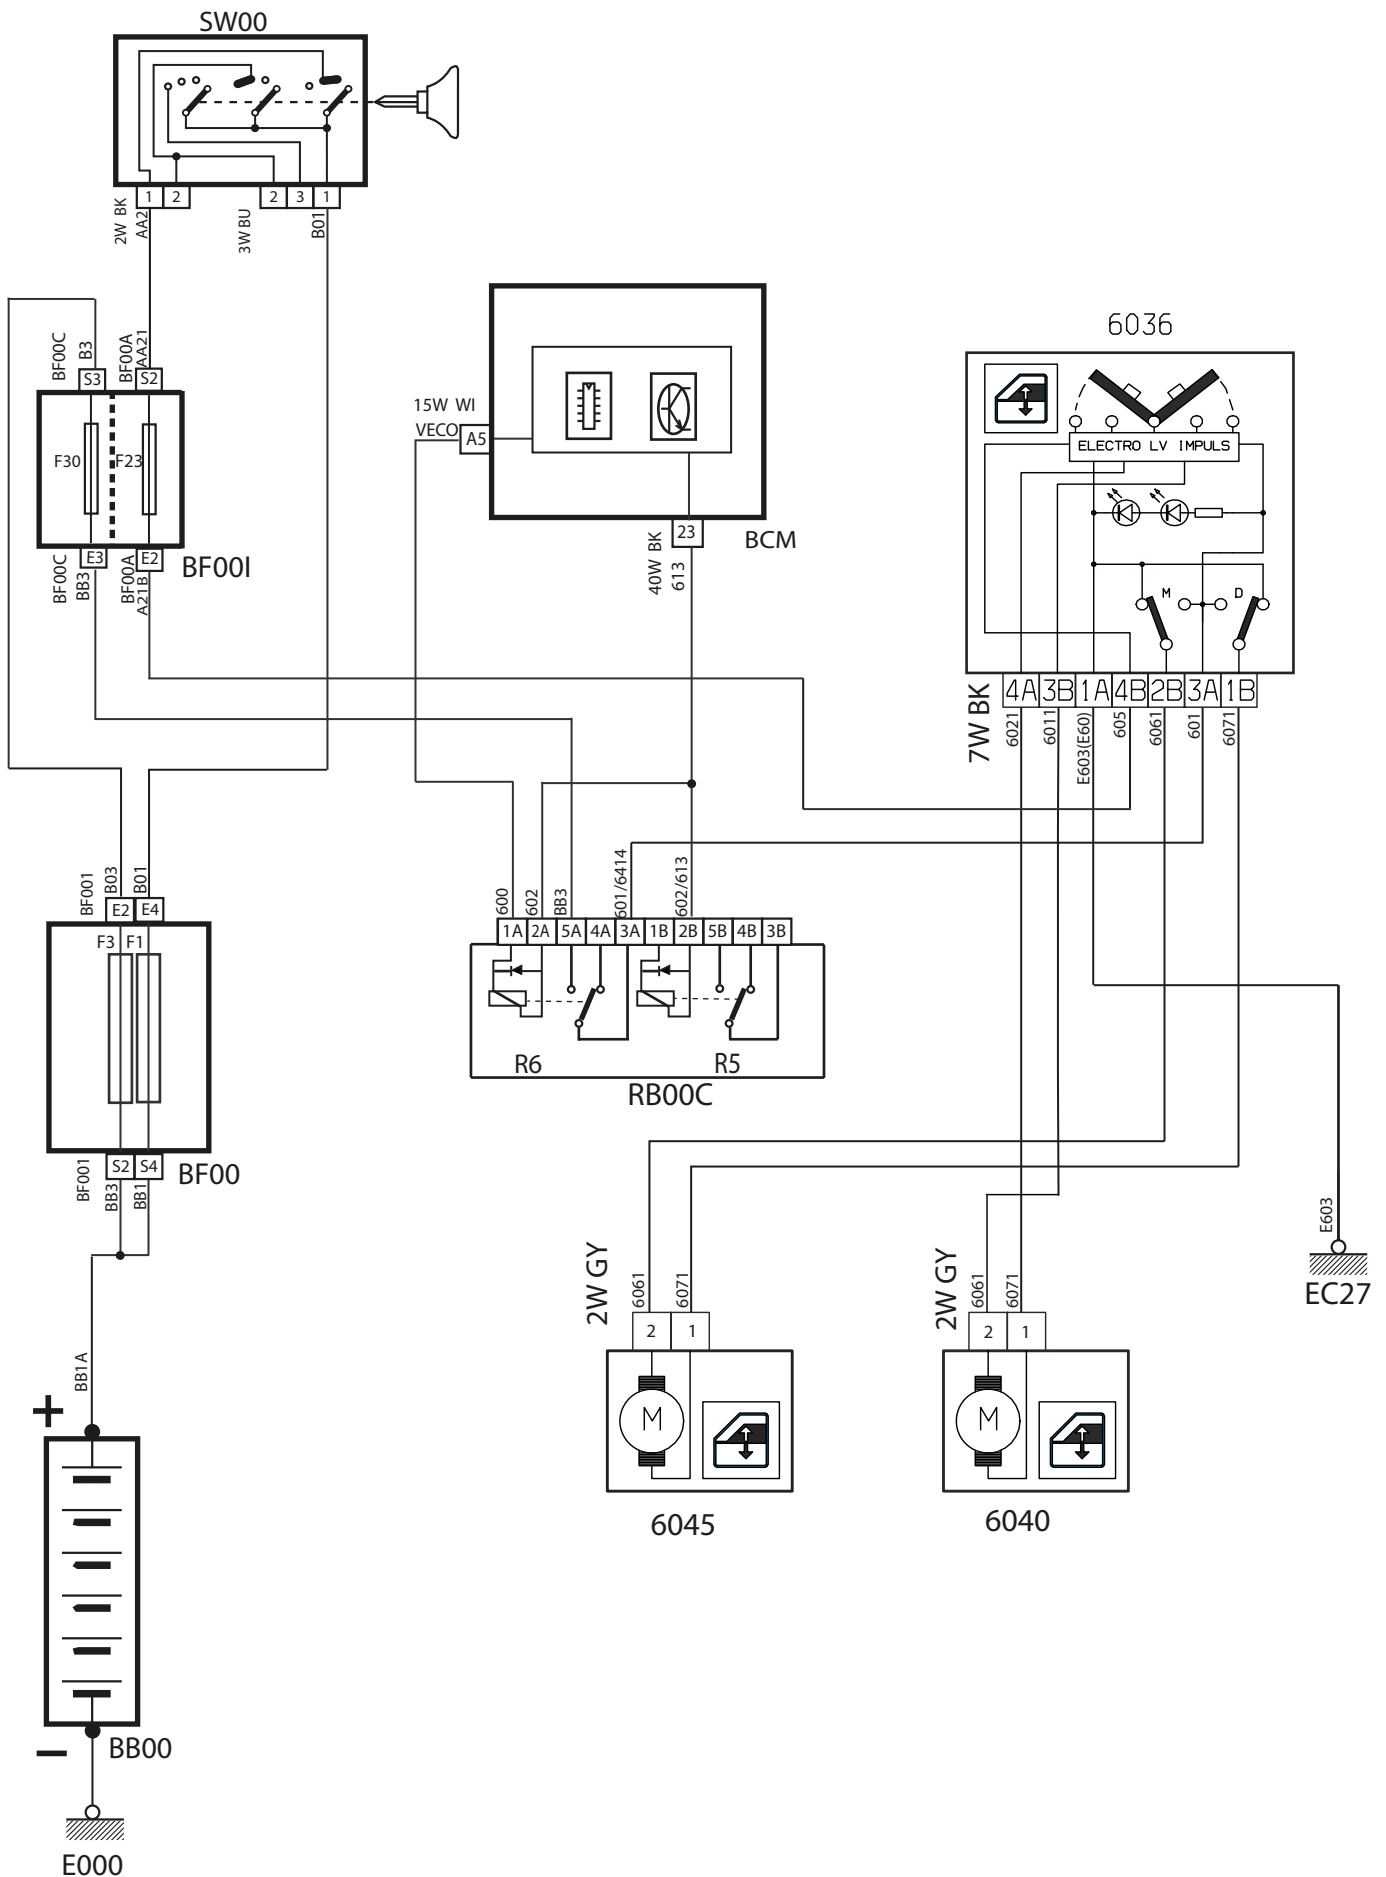 SW00
1
2
2
3
1
2W BK
AA2
3W BU
B01
BF00C
B3
BF00A
AA21
S3
S2
F30
F23
E3
E2
BF00C
BB3
BF00A
A21B
BF00I
15W WI
VECO
A5
23
40W BK
613
BCM
6036
ELECTRO LV IMPULS
M
D
7W BK
4A
3B
1A
4B
2B
3A
1B
6021
6011
E603(E60)
605
6061
601
6071
BF001
B03
B01
E2
E4
F3
F1
S2
S4
BF001
BB3
BB1
BF00
600
602
BB3
601/6414
602/613
1A
2A
5A
4A
3A
1B
2B
5B
4B
3B
R6
R5
RB00C
E603
EC27
2W GY
6061
6071
2
1
M
6045
2W GY
6061
6071
2
1
M
6040
BB1A
+
−
BB00
E000